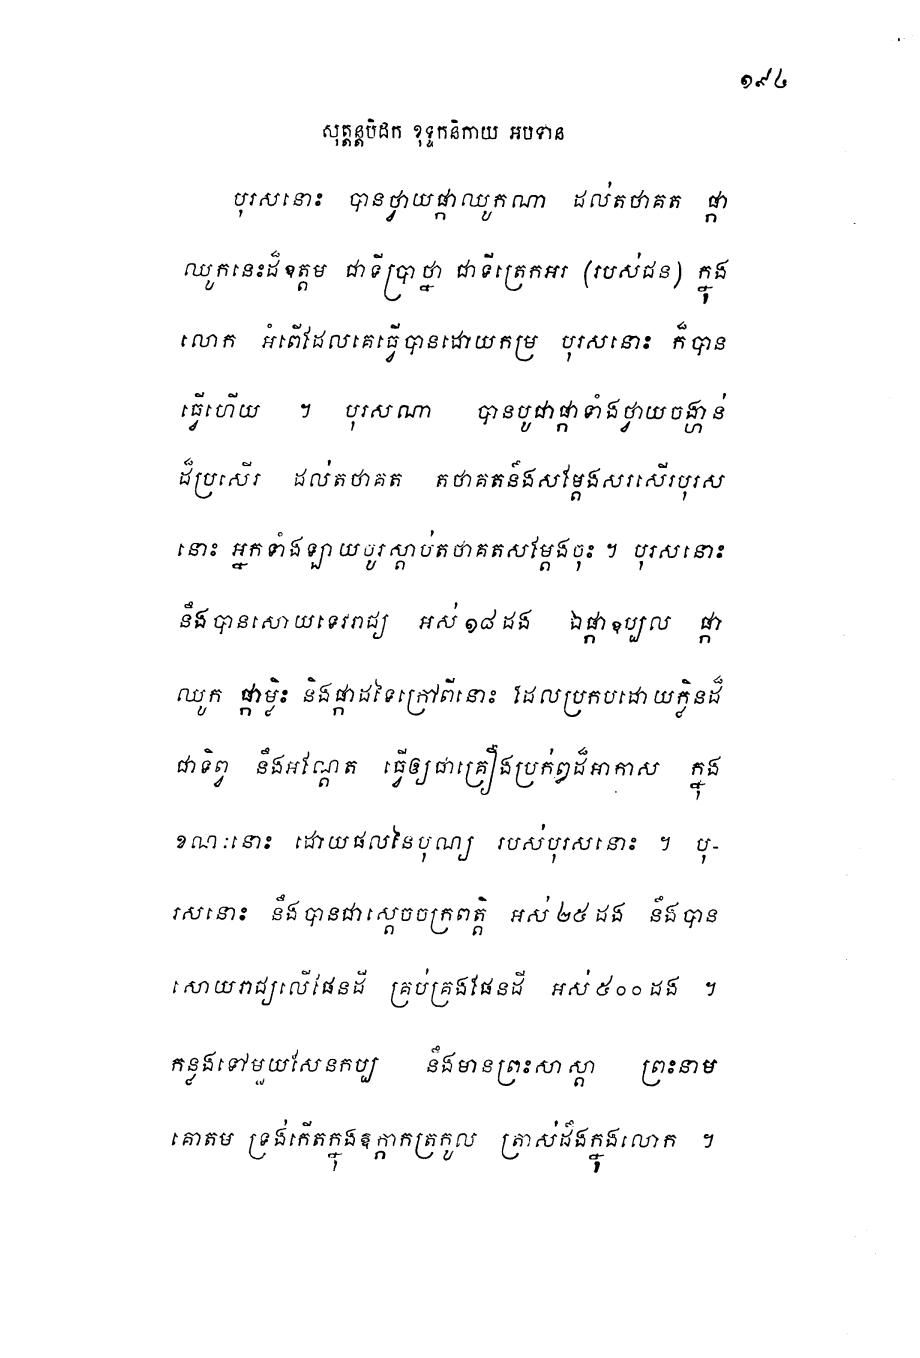 ១៩៤
សុត្តន្តបិដក ខុទ្ទកនិកាយ អបទាន
បុរសនោះ បានថ្វាយផ្កាឈូកណា ដល់តថាគត ផ្កា
ឈូកនេះដ៏ឧត្តម ជាទីប្រាថ្នា ជាទីត្រេកអរ (របស់ជន) ក្នុង
លោក អំពើដែលគេធ្វើបានដោយកម្រ បុរសនោះ ក៏បាន
ធ្វើហើយ ។ បុរសណា បានបូជាផ្កាទាំងថ្វាយចង្ហាន់
ដ៏ប្រសើរ ដល់តថាគត តថាគតនឹងសម្តែងសរសើរបុរស
នោះ អ្នកទាំងឡាយចូរស្តាប់តថាគតសម្តែងចុះ ។ បុរសនោះ
នឹងបានសោយទេវរាជ្យ អស់ ១៨ ដង ឯផ្កាឧប្បល ផ្កា
ឈូក ផ្កាម្លិះ និងផ្កាដទៃក្រៅពីនោះ ដែលប្រកបដោយក្លិនដ៏
ជាទិព្វ នឹងអណ្តែត ធ្វើឲ្យជាគ្រឿងប្រក់ឰដ៏អាកាស ក្នុង
ខណៈនោះ ដោយផលនៃបុណ្យ របស់បុរសនោះ ។ បុ-
រសនោះ នឹងបានជាស្តេចចក្រពត្តិ អស់ ២៥ ដង នឹងបាន
សោយរាជ្យលើផែនដី គ្រប់គ្រងផែនដី អស់ ៥០០ ដង ។
កន្លងទៅមួយសែនកប្ប នឹងមានព្រះសាស្តា ព្រះនាម
គោតម ទ្រង់កើតក្នុងឧក្កាកត្រកូល ត្រាស់ដឹងក្នុងលោក ។